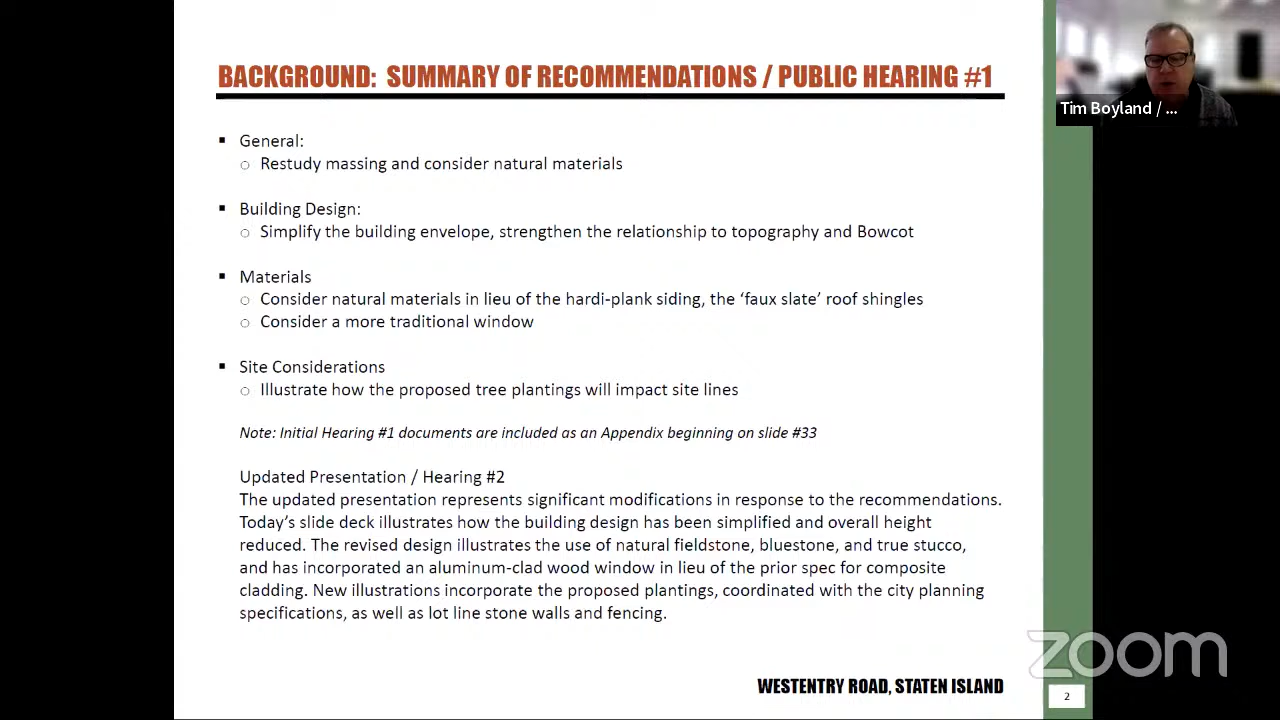 BACKGROUND: SUMMARY OF RECOMMENDATIONS / PUBLIC HEARING #1
Tim Boyland / ...
▪ General:
○ Restudy massing and consider natural materials
▪ Building Design:
○ Simplify the building envelope, strengthen the relationship to topography and Bowcot
▪ Materials
○ Consider natural materials in lieu of the hardi-plank siding, the ‘faux slate’ roof shingles
○ Consider a more traditional window
▪ Site Considerations
○ Illustrate how the proposed tree plantings will impact site lines
Note: Initial Hearing #1 documents are included as an Appendix beginning on slide #33
Updated Presentation / Hearing #2
The updated presentation represents significant modifications in response to the recommendations.
Today’s slide deck illustrates how the building design has been simplified and overall height
reduced. The revised design illustrates the use of natural fieldstone, bluestone, and true stucco,
and has incorporated an aluminum-clad wood window in lieu of the prior spec for composite
cladding. New illustrations incorporate the proposed plantings, coordinated with the city planning
specifications, as well as lot line stone walls and fencing.
zoom
WESTENTRY ROAD, STATEN ISLAND
2